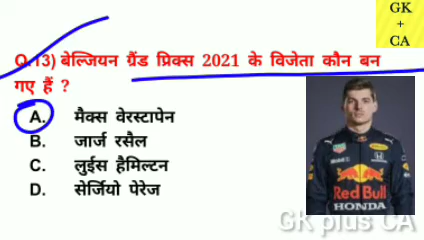 GK
+
CA
Q.13) बेल्जियन ग्रैंड प्रिक्स 2021 के विजेता कौन बन
गए हैं ?
A. मैक्स वेरस्टापेन
B. जार्ज रसैल
C. लुईस हैमिल्टन
D. सेर्जियो पेरेज
Red Bull
HONDA
GK plus CA